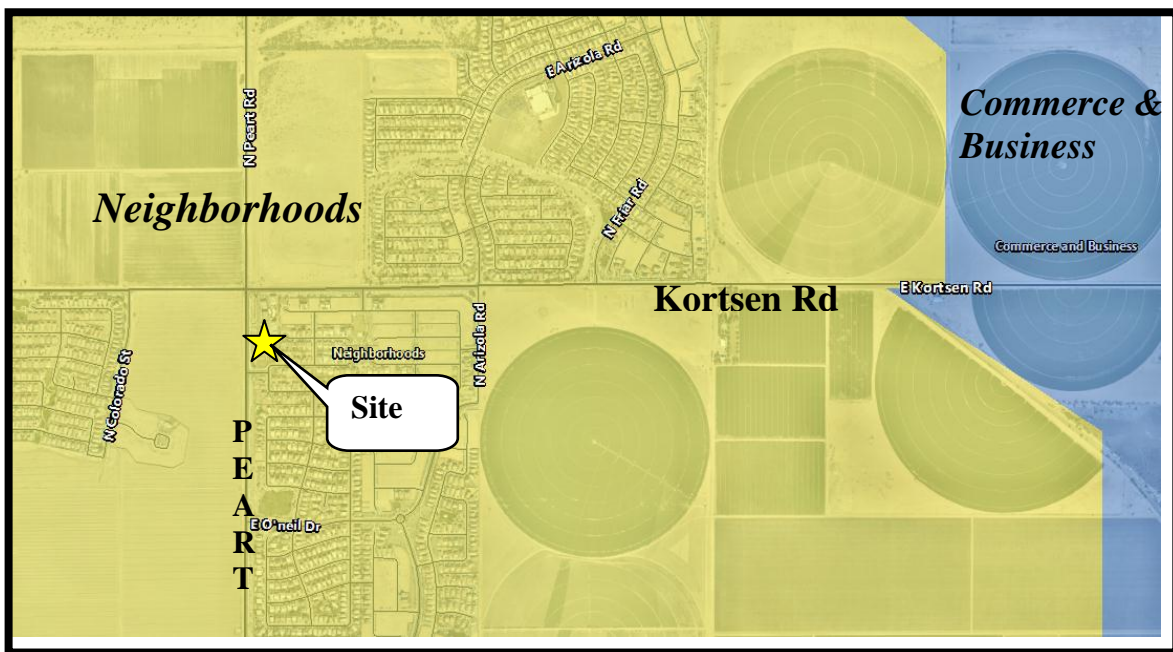 E Arizola Rd
N Peart Rd
Commerce &
Business
Neighborhoods
N Friar Rd
Commerce and Business
E Kortsen Rd
Kortsen Rd
N Arizola Rd
Neighborhoods
N Colorado St
Site
P
E
A
R
T
E O'neil Dr